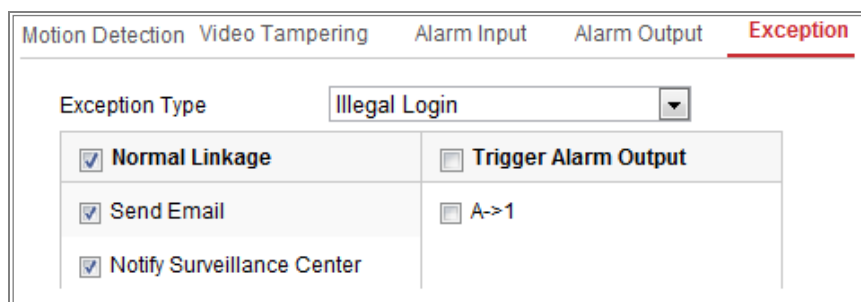 Motion Detection Video Tampering Alarm Input Alarm Output Exception
Exception Type Illegal Login
Normal Linkage Trigger Alarm Output
Send Email A->1
Notify Surveillance Center